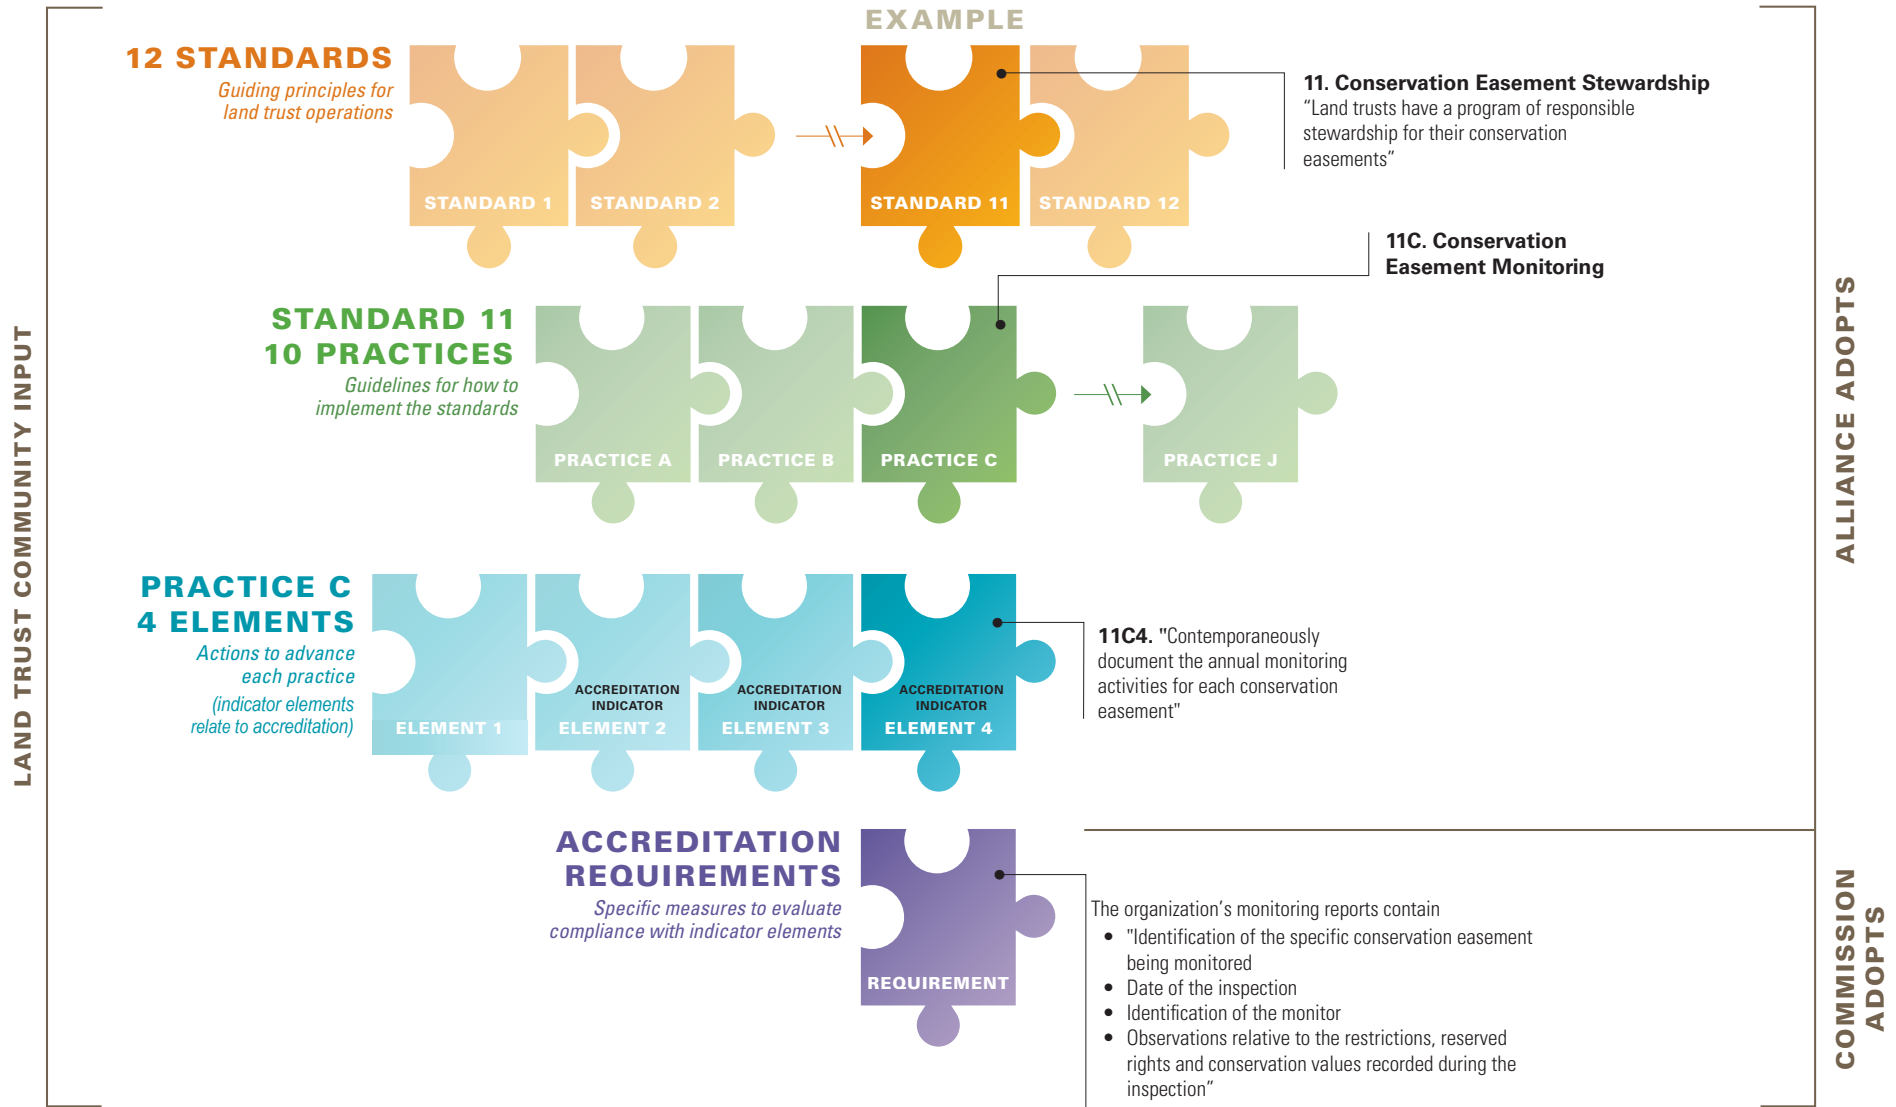 EXAMPLE
12 STANDARDS
Guiding principles for
land trust operations
STANDARD 1
STANDARD 2
STANDARD 11
STANDARD 12
11. Conservation Easement Stewardship
“Land trusts have a program of responsible
stewardship for their conservation
easements”
11C. Conservation
Easement Monitoring
STANDARD 11
10 PRACTICES
Guidelines for how to
implement the standards
PRACTICE A
PRACTICE B
PRACTICE C
PRACTICE J
PRACTICE C
4 ELEMENTS
Actions to advance
each practice
(indicator elements
relate to accreditation)
ELEMENT 1
ACCREDITATION
INDICATOR
ELEMENT 2
ACCREDITATION
INDICATOR
ELEMENT 3
ACCREDITATION
INDICATOR
ELEMENT 4
11C4. "Contemporaneously
document the annual monitoring
activities for each conservation
easement"
ACCREDITATION
REQUIREMENTS
Specific measures to evaluate
compliance with indicator elements
REQUIREMENT
The organization’s monitoring reports contain
• "Identification of the specific conservation easement
being monitored
• Date of the inspection
• Identification of the monitor
• Observations relative to the restrictions, reserved
rights and conservation values recorded during the
inspection”
LAND TRUST COMMUNITY INPUT
ALLIANCE ADOPTS
COMMISSION
ADOPTS